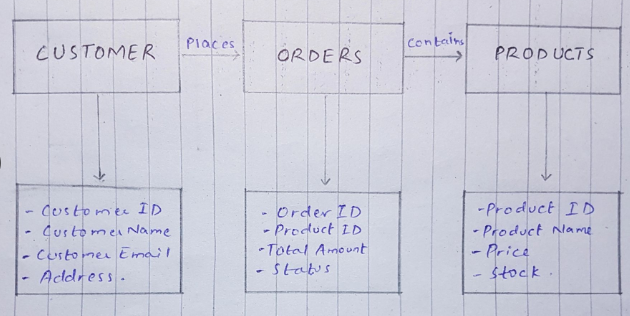 CUSTOMER
Places
ORDERS
Contains
PRODUCTS
- Customer ID
- Customer Name
- Customer Email
- Address.
- Order ID
- Product ID
- Total Amount
- Status
- Product ID
- Product Name
- Price
- Stock.